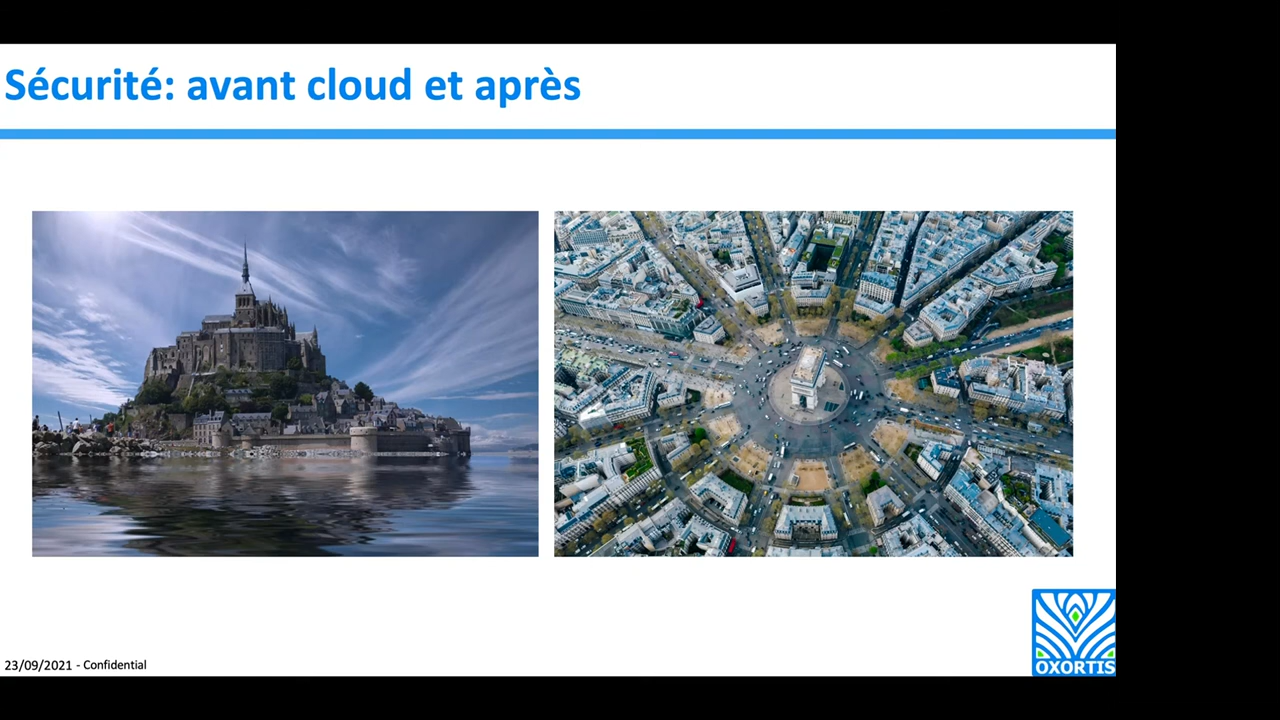 Sécurité: avant cloud et après
23/09/2021 - Confidential
OXORTIS